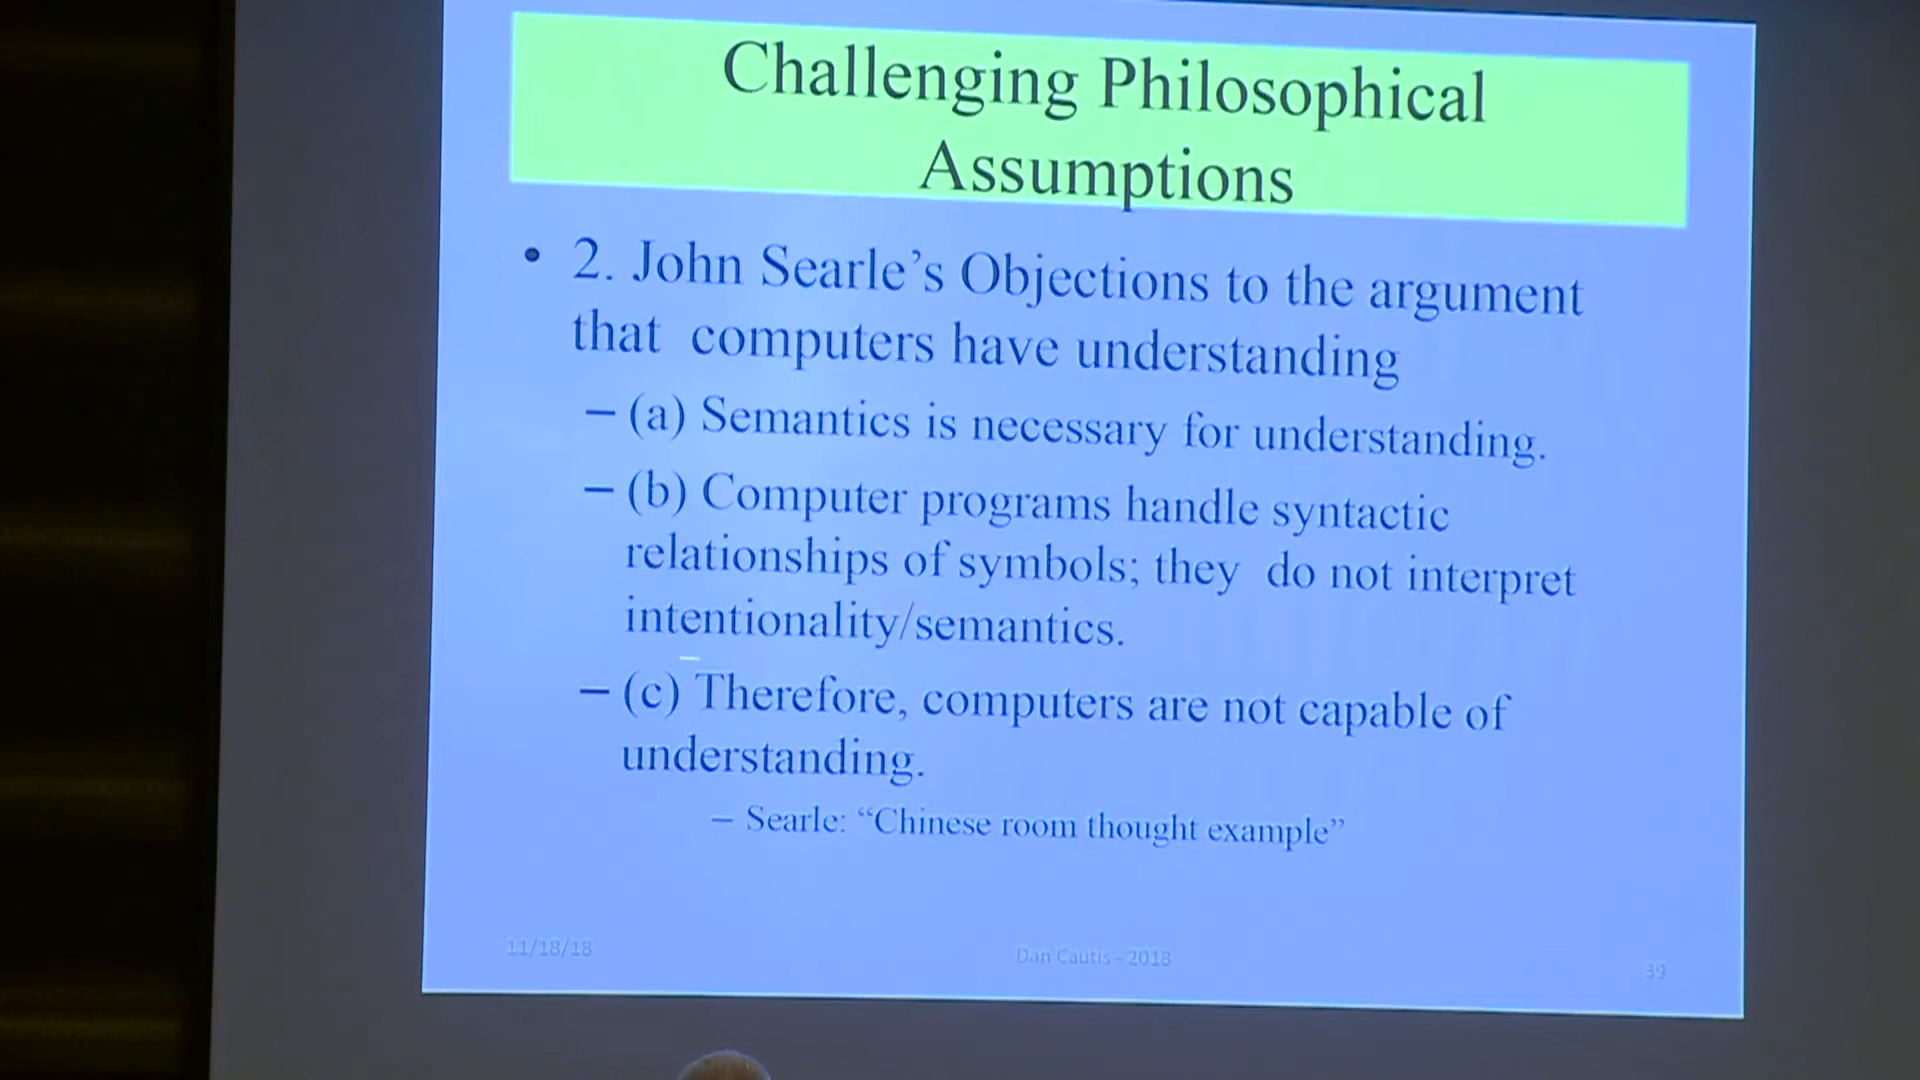 Challenging Philosophical
Assumptions
• 2. John Searle’s Objections to the argument
that computers have understanding
– (a) Semantics is necessary for understanding.
– (b) Computer programs handle syntactic
relationships of symbols; they do not interpret
intentionality/semantics.
– (c) Therefore, computers are not capable of
understanding.
– Searle: “Chinese room thought example”
11/18/18
Dan Cautis - 2018
39